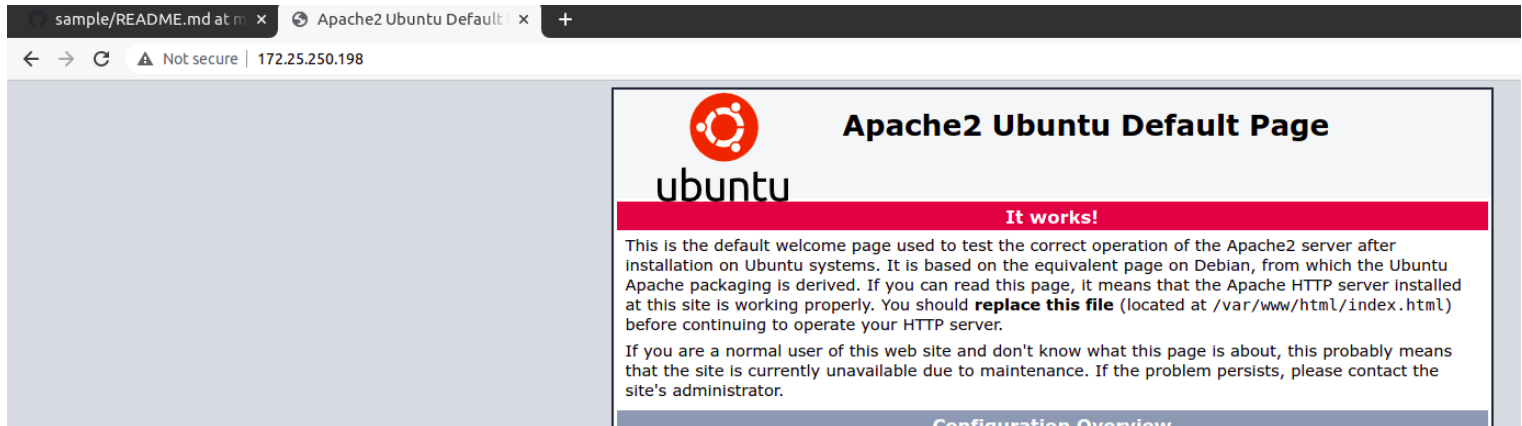 sample/README.md at m
Apache2 Ubuntu Default
Not secure
172.25.250.198
ubuntu
Apache2 Ubuntu Default Page
It works!
This is the default welcome page used to test the correct operation of the Apache2 server after
installation on Ubuntu systems. It is based on the equivalent page on Debian, from which the Ubuntu
Apache packaging is derived. If you can read this page, it means that the Apache HTTP server installed
at this site is working properly. You should replace this file (located at /var/www/html/index.html)
before continuing to operate your HTTP server.
If you are a normal user of this web site and don't know what this page is about, this probably means
that the site is currently unavailable due to maintenance. If the problem persists, please contact the
site's administrator.
Configuration Overview